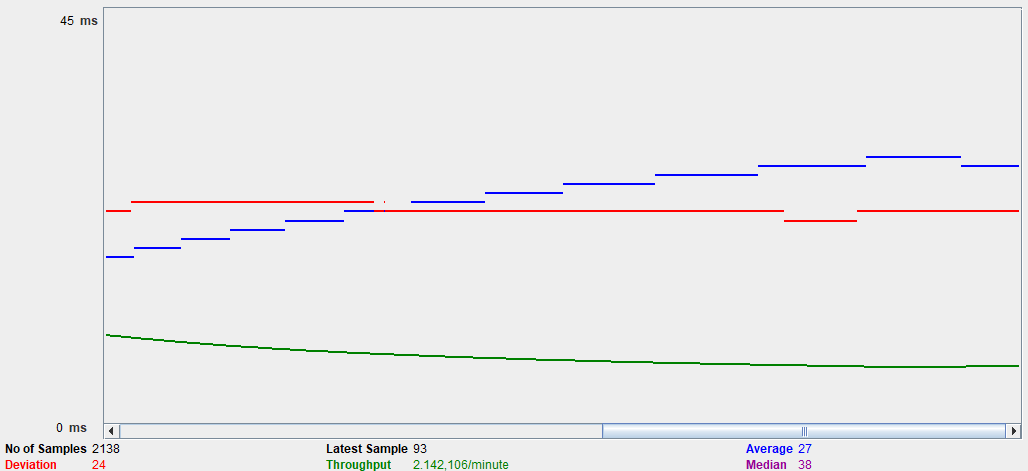 45 ms
0 ms
No of Samples 2138 Latest Sample 93 Average 27
Deviation 24 Throughput 2.142,106/minute Median 38